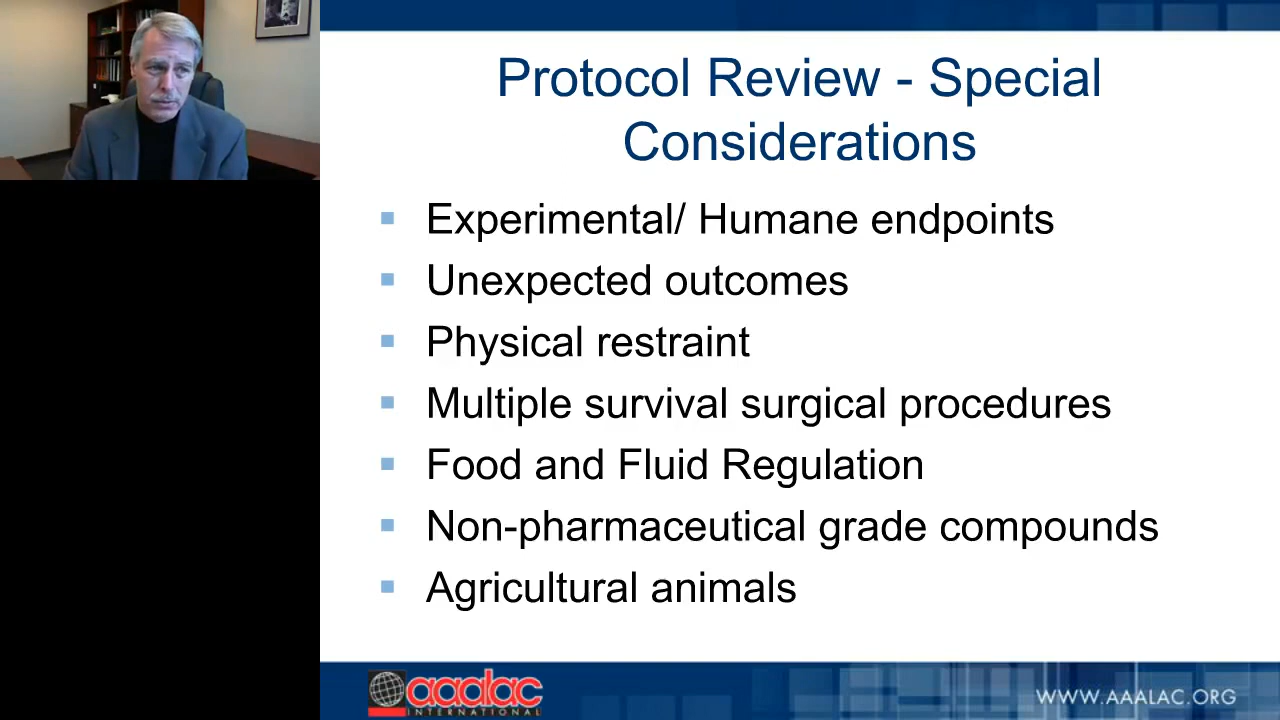 Protocol Review - Special
Considerations
Experimental/ Humane endpoints
Unexpected outcomes
Physical restraint
Multiple survival surgical procedures
Food and Fluid Regulation
Non-pharmaceutical grade compounds
Agricultural animals
aaalac
INTERNATIONAL
WWW.AAALAC.ORG